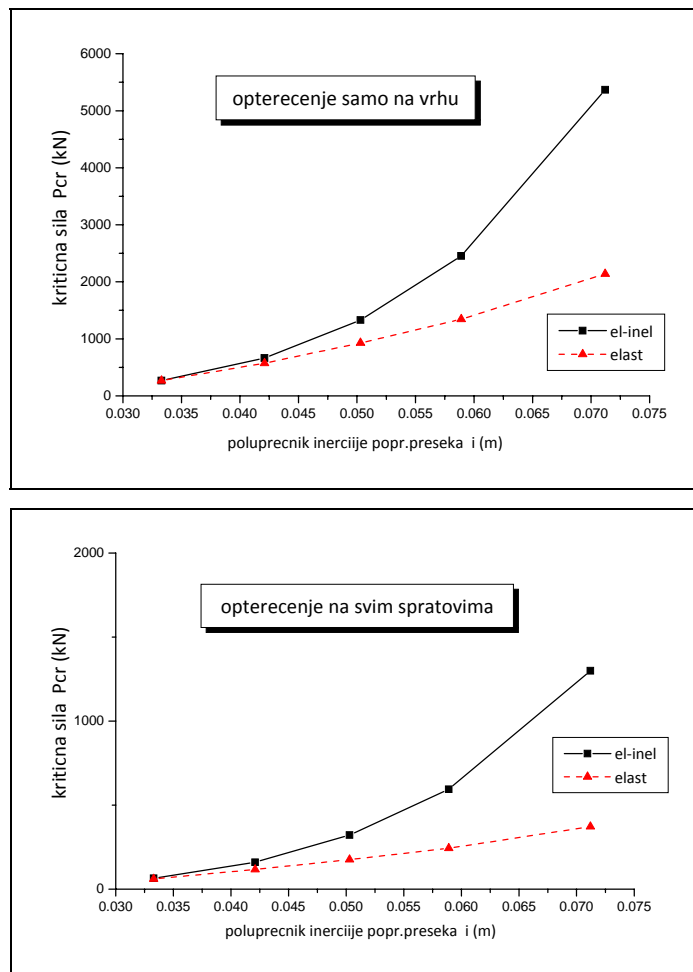 opterecenje samo na vrhu
kriticna sila Pcr (kN)
6000
5000
4000
3000
2000
1000
0
el-inel
elast
0.030 0.035 0.040 0.045 0.050 0.055 0.060 0.065 0.070 0.075
poluprecnik inerciije popr.preseka i (m)
opterecenje na svim spratovima
kriticna sila Pcr (kN)
2000
1000
0
el-inel
elast
0.030 0.035 0.040 0.045 0.050 0.055 0.060 0.065 0.070 0.075
poluprecnik inerciije popr.preseka i (m)